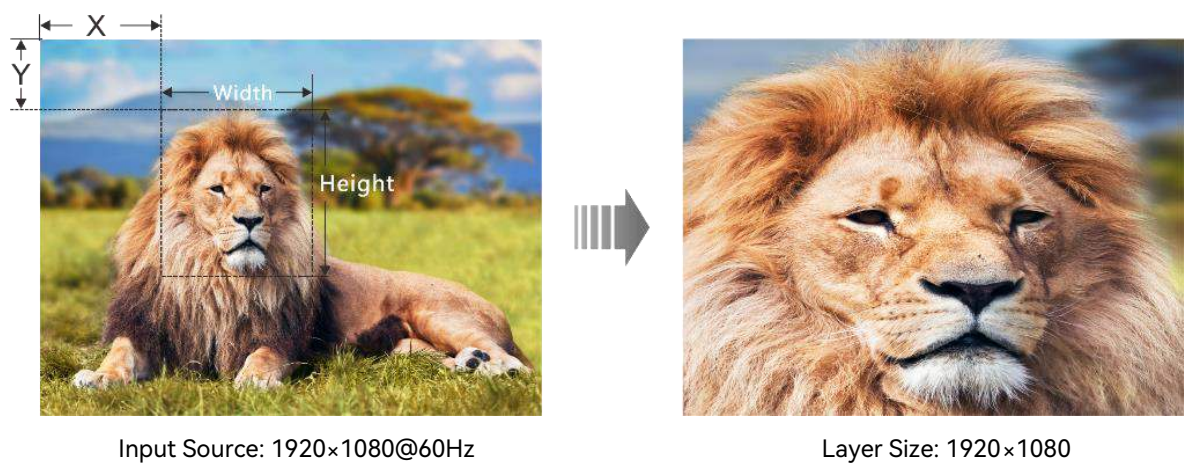 X
Y
Width
Height
Input Source: 1920×1080@60Hz
Layer Size: 1920×1080